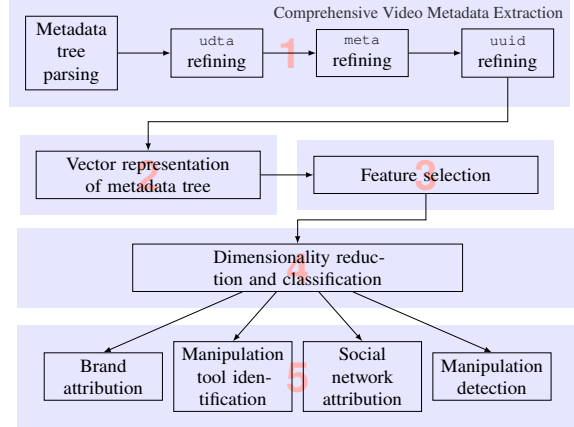 Comprehensive Video Metadata Extraction
Metadata
tree
parsing
udta
refining
1
meta
refining
uuid
refining
Vector representation
of metadata tree
2
Feature selection
3
Dimensionality reduc-
tion and classification
4
Brand
attribution
Manipulation
tool iden-
tification
5
Social
network
attribution
Manipulation
detection